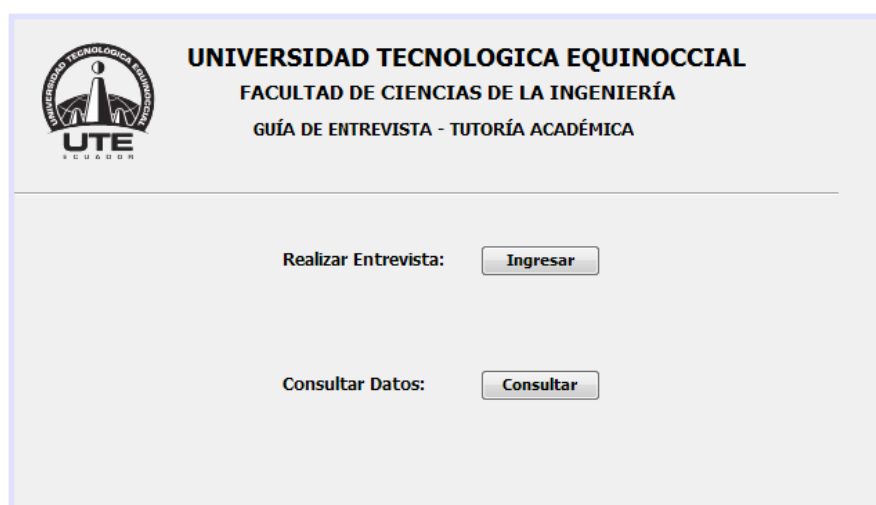 UNIVERSIDAD TECNOLÓGICA EQUINOCCIAL
UTE
ECUADOR
UNIVERSIDAD TECNOLOGICA EQUINOCCIAL
FACULTAD DE CIENCIAS DE LA INGENIERÍA
GUÍA DE ENTREVISTA - TUTORÍA ACADÉMICA
Realizar Entrevista: Ingresar
Consultar Datos: Consultar